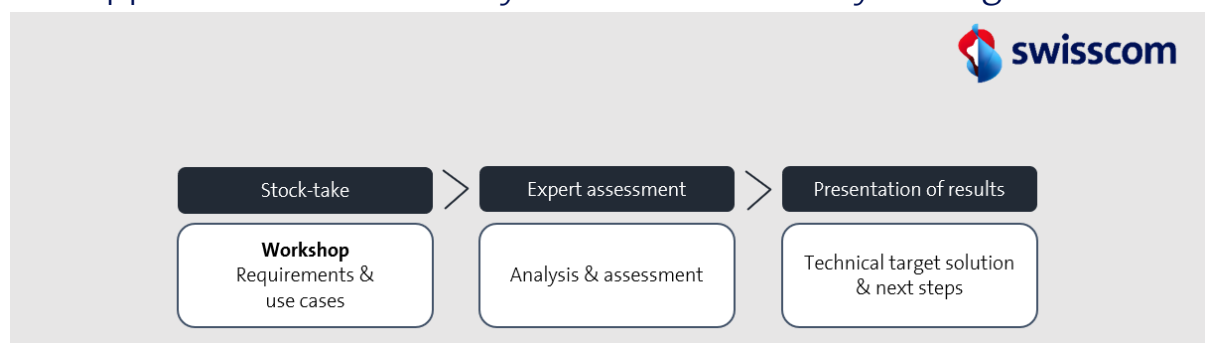 swisscom
Stock-take
Expert assessment
Presentation of results
Workshop
Requirements &
use cases
Analysis & assessment
Technical target solution
& next steps